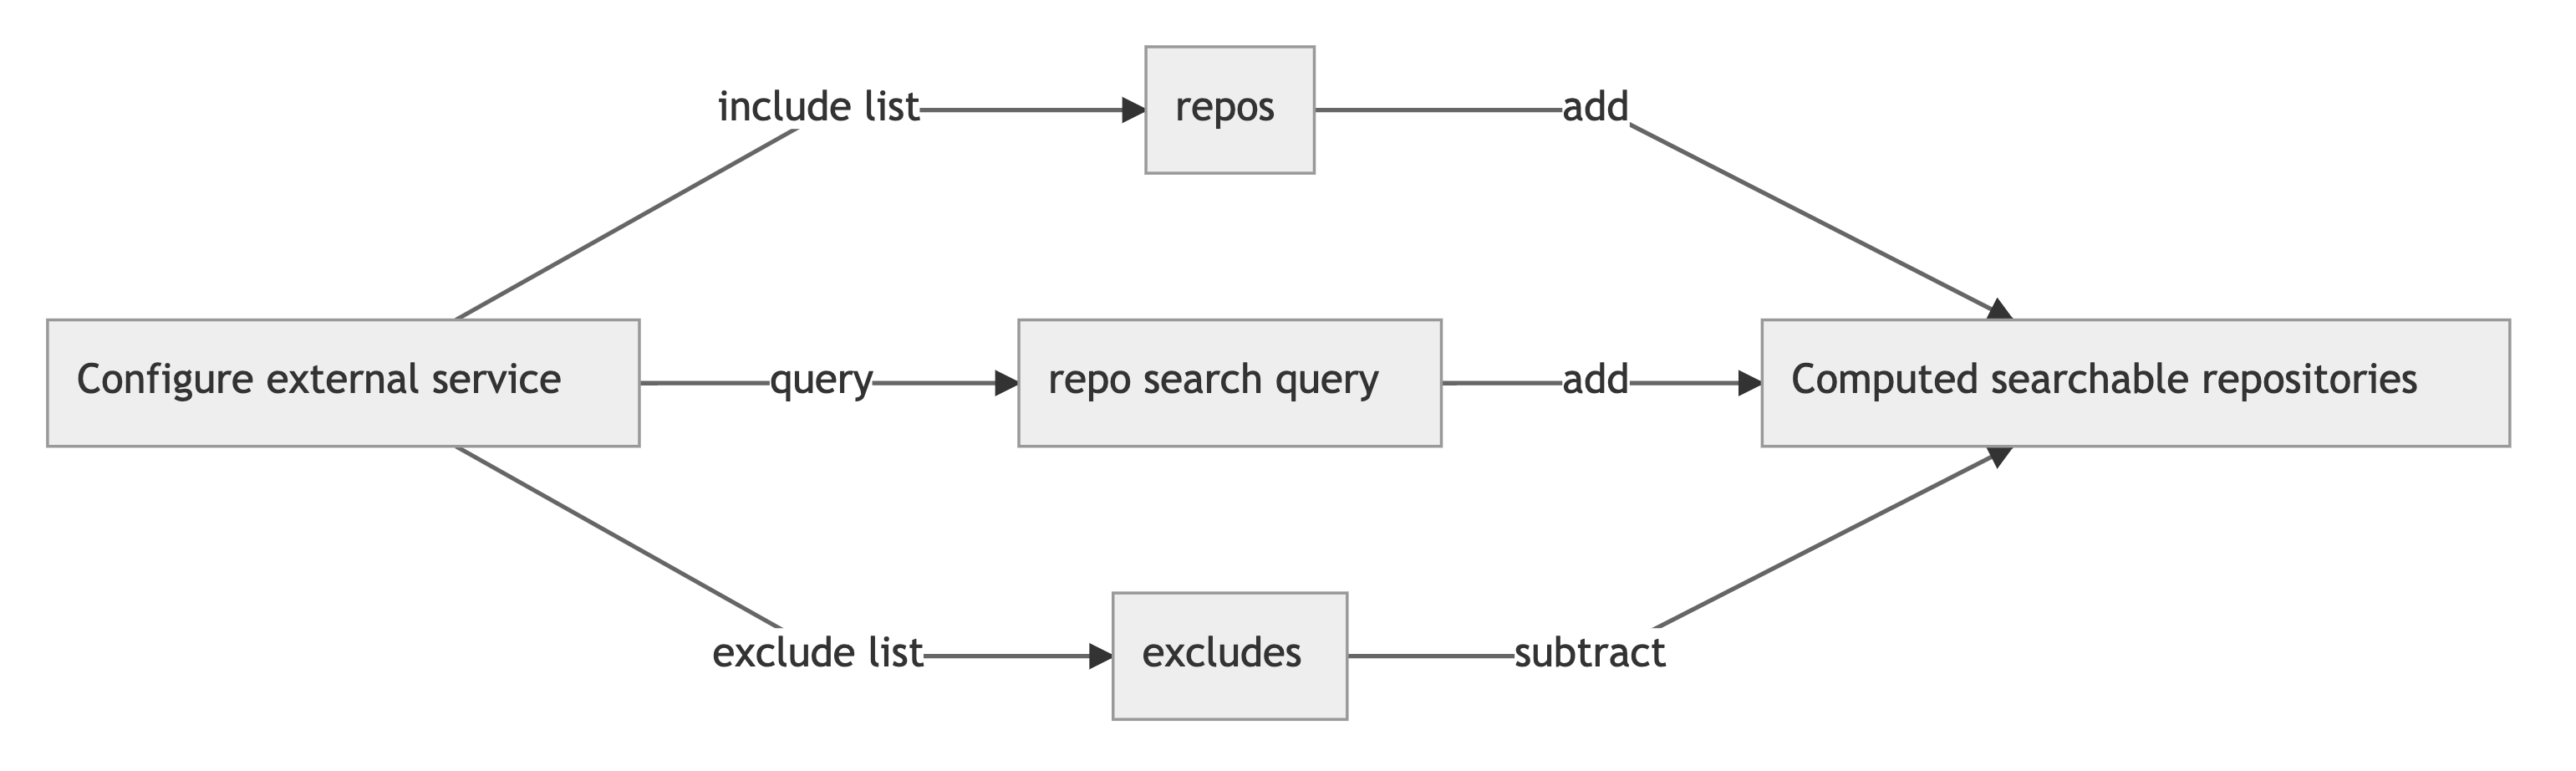 include list
repos
add
Configure external service
query
repo search query
add
Computed searchable repositories
exclude list
excludes
subtract